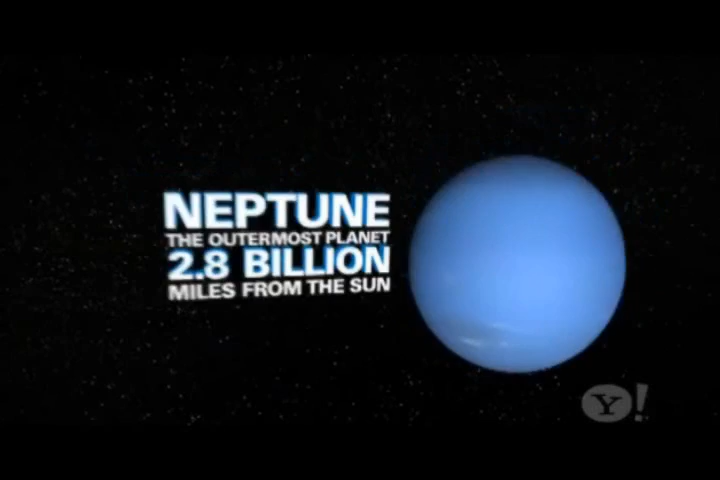 NEPTUNE
THE OUTERMOST PLANET
2.8 BILLION
MILES FROM THE SUN
Y!